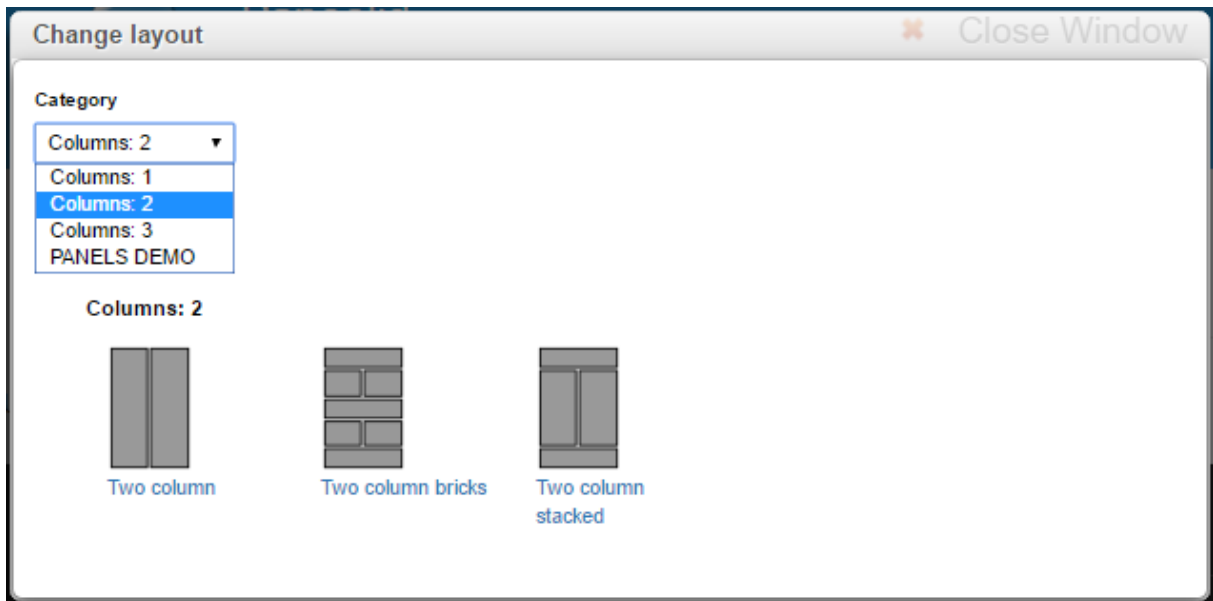 Change layout
Close Window
Category
Columns: 2
Columns: 1
Columns: 2
Columns: 3
PANELS DEMO
Columns: 2
Two column
Two column bricks
Two column
stacked